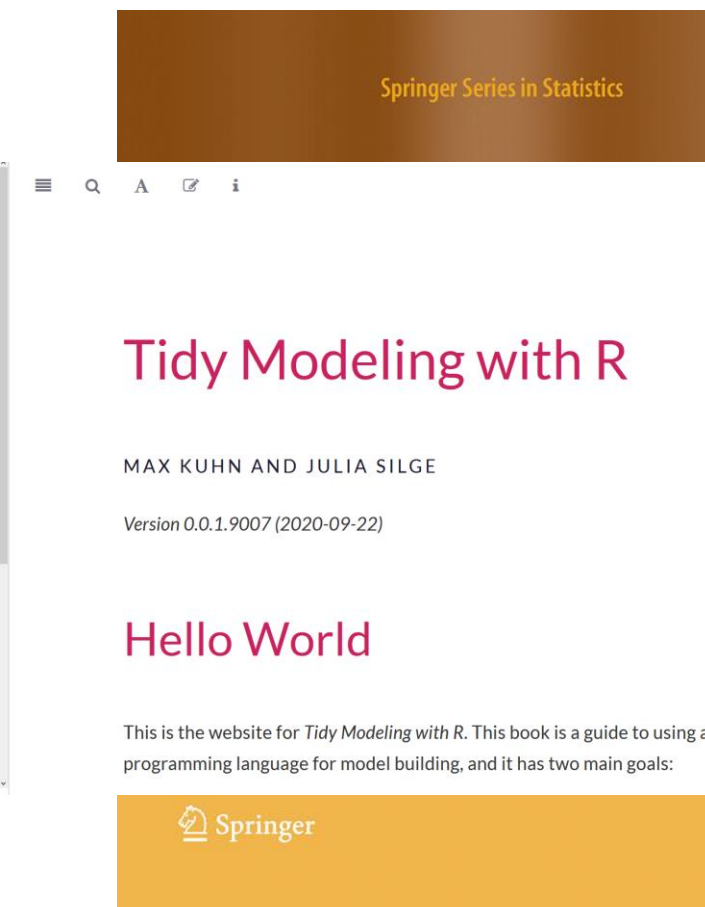 Springer Series in Statistics
Tidy Modeling with R
MAX KUHN AND JULIA SILGE
Version 0.0.1.9007 (2020-09-22)
Hello World
This is the website for Tidy Modeling with R. This book is a guide to using a
programming language for model building, and it has two main goals:
Springer